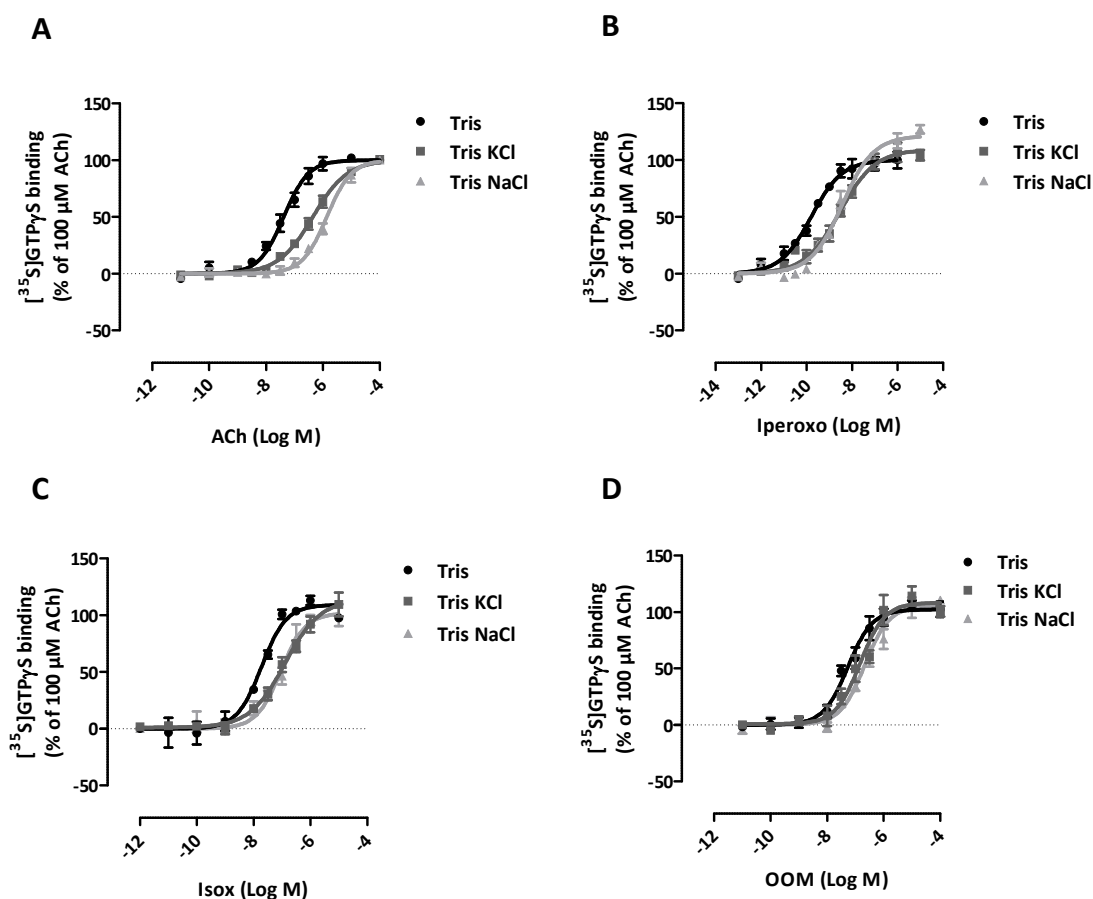 A
[³⁵S]GTPγS binding
(% of 100 µM ACh)
150
100
50
0
-50
-12
-10
-8
-6
-4
ACh (Log M)
Tris
Tris KCl
Tris NaCl
B
[³⁵S]GTPγS binding
(% of 100 µM ACh)
150
100
50
0
-50
-14
-12
-10
-8
-6
-4
Iperoxo (Log M)
Tris
Tris KCl
Tris NaCl
C
[³⁵S]GTPγS binding
(% of 100 µM ACh)
150
100
50
0
-50
-12
-10
-8
-6
-4
Isox (Log M)
Tris
Tris KCl
Tris NaCl
D
[³⁵S]GTPγS binding
(% of 100 µM ACh)
150
100
50
0
-50
-12
-10
-8
-6
-4
OOM (Log M)
Tris
Tris KCl
Tris NaCl